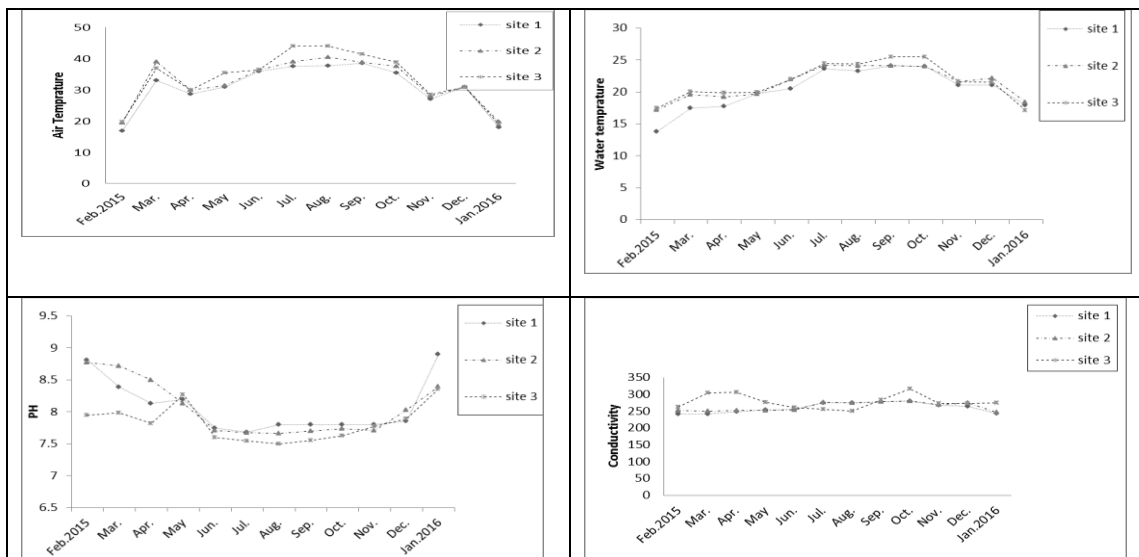 50
40
30
20
10
0
Air Temprature
Feb.2015
Mar.
Apr.
May
Jun.
Jul.
Aug.
Sep.
Oct.
Nov.
Dec.
Jan.2016
site 1
site 2
site 3
30
25
20
15
10
5
0
Water temprature
Feb.2015
Mar.
Apr.
May
Jun.
Jul.
Aug.
Sep.
Oct.
Nov.
Dec.
Jan.2016
site 1
site 2
site 3
9.5
9
8.5
8
7.5
7
6.5
PH
Feb.2015
Mar.
Apr.
May
Jun.
Jul.
Aug.
Sep.
Oct.
Nov.
Dec.
Jan.2016
site 1
site 2
site 3
350
300
250
200
150
100
50
0
Conductivity
Feb.2015
Mar.
Apr.
May
Jun.
Jul.
Aug.
Sep.
Oct.
Nov.
Dec.
Jan.2016
site 1
site 2
site 3